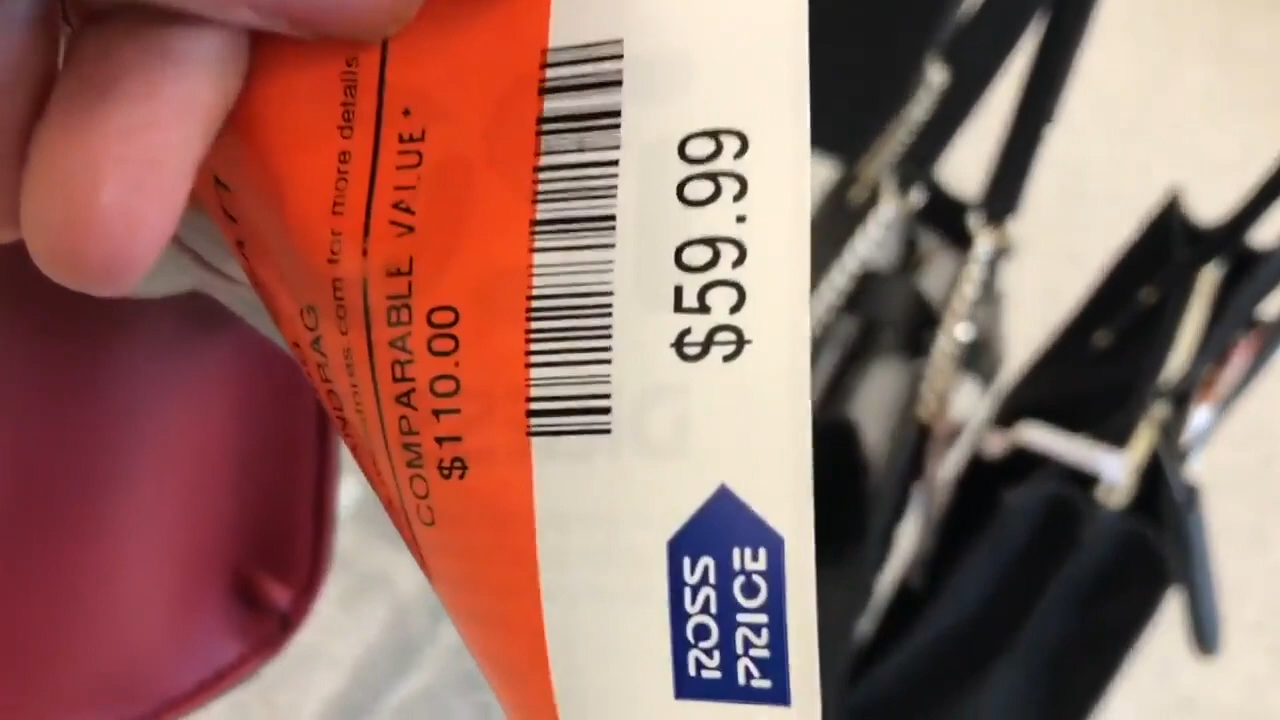 for more details
COMPARABLE VALUE*
$110.00
$59.99
ROSS
PRICE